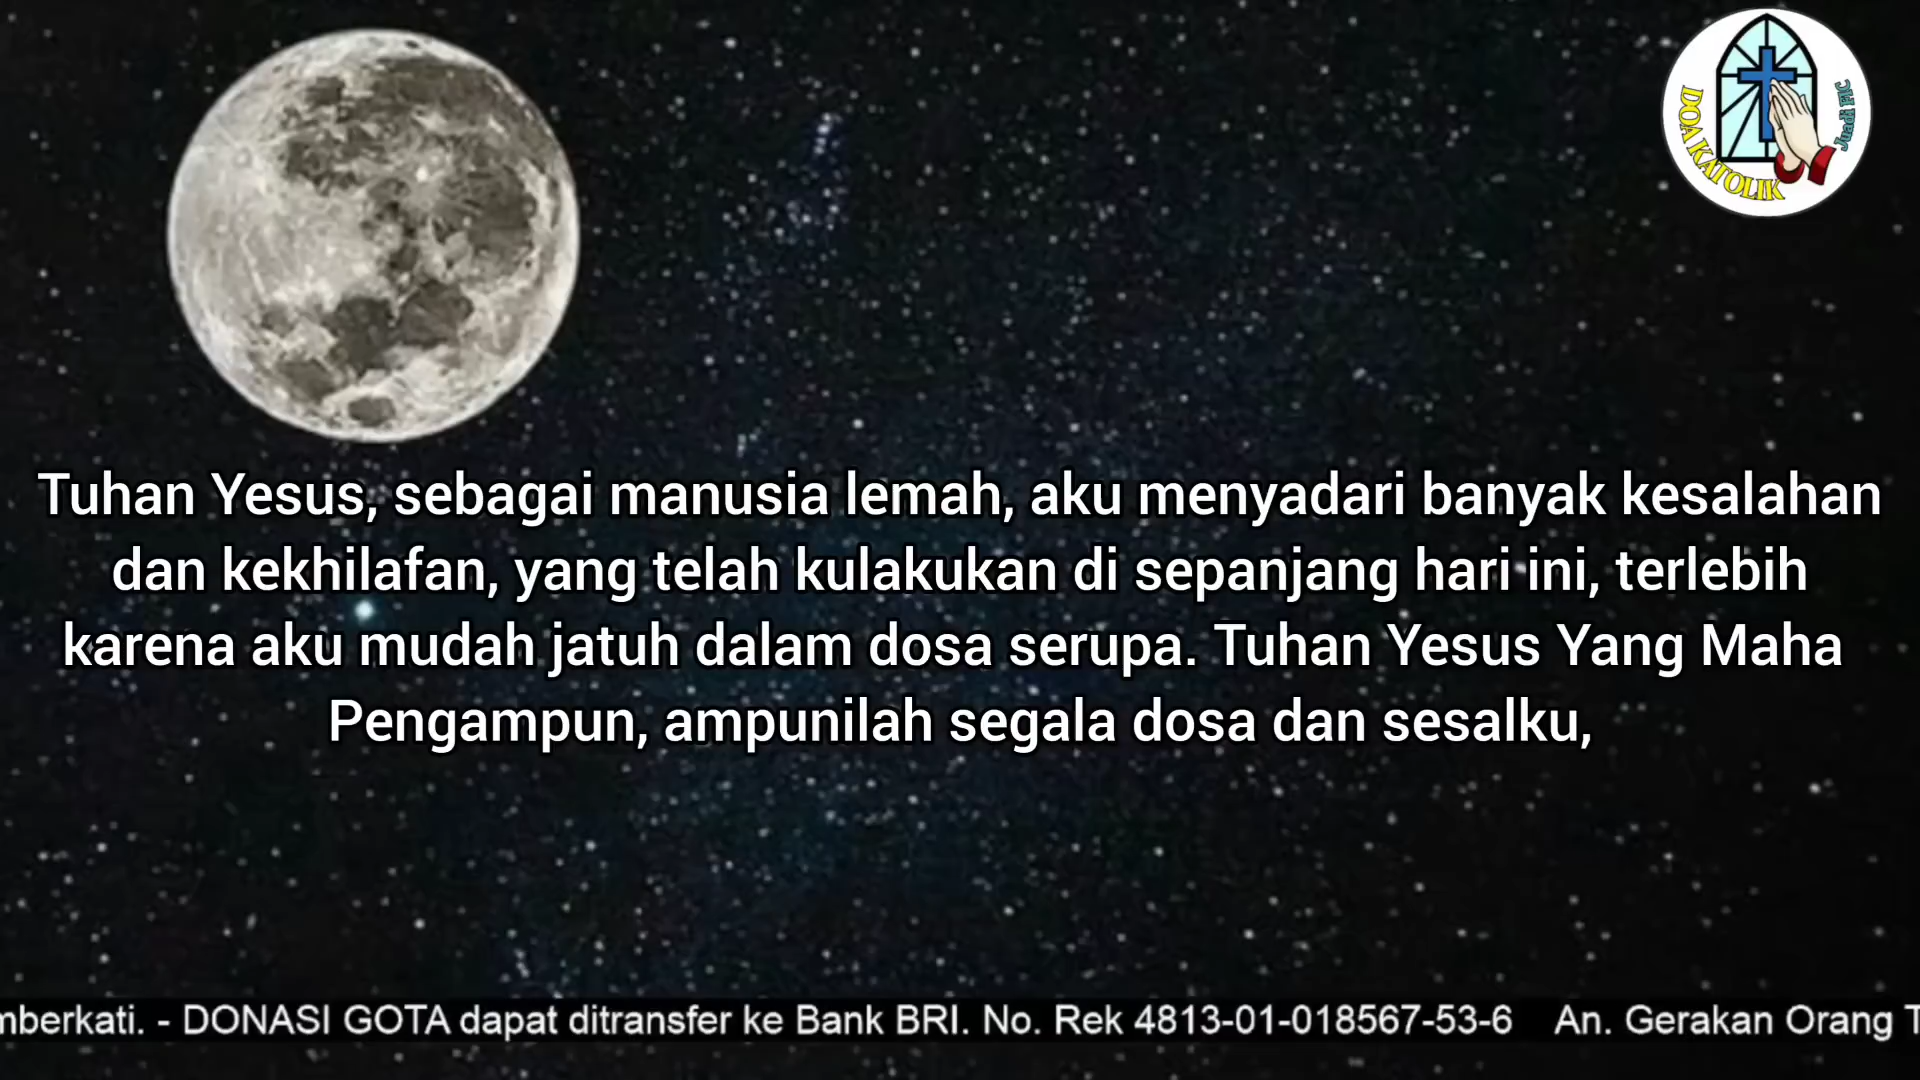 DOA KATOLIK
Juadi FIC
Tuhan Yesus, sebagai manusia lemah, aku menyadari banyak kesalahan
dan kekhilafan, yang telah kulakukan di sepanjang hari ini, terlebih
karena aku mudah jatuh dalam dosa serupa. Tuhan Yesus Yang Maha
Pengampun, ampunilah segala dosa dan sesalku,
mberkati. - DONASI GOTA dapat ditransfer ke Bank BRI. No. Rek 4813-01-018567-53-6 An. Gerakan Orang T